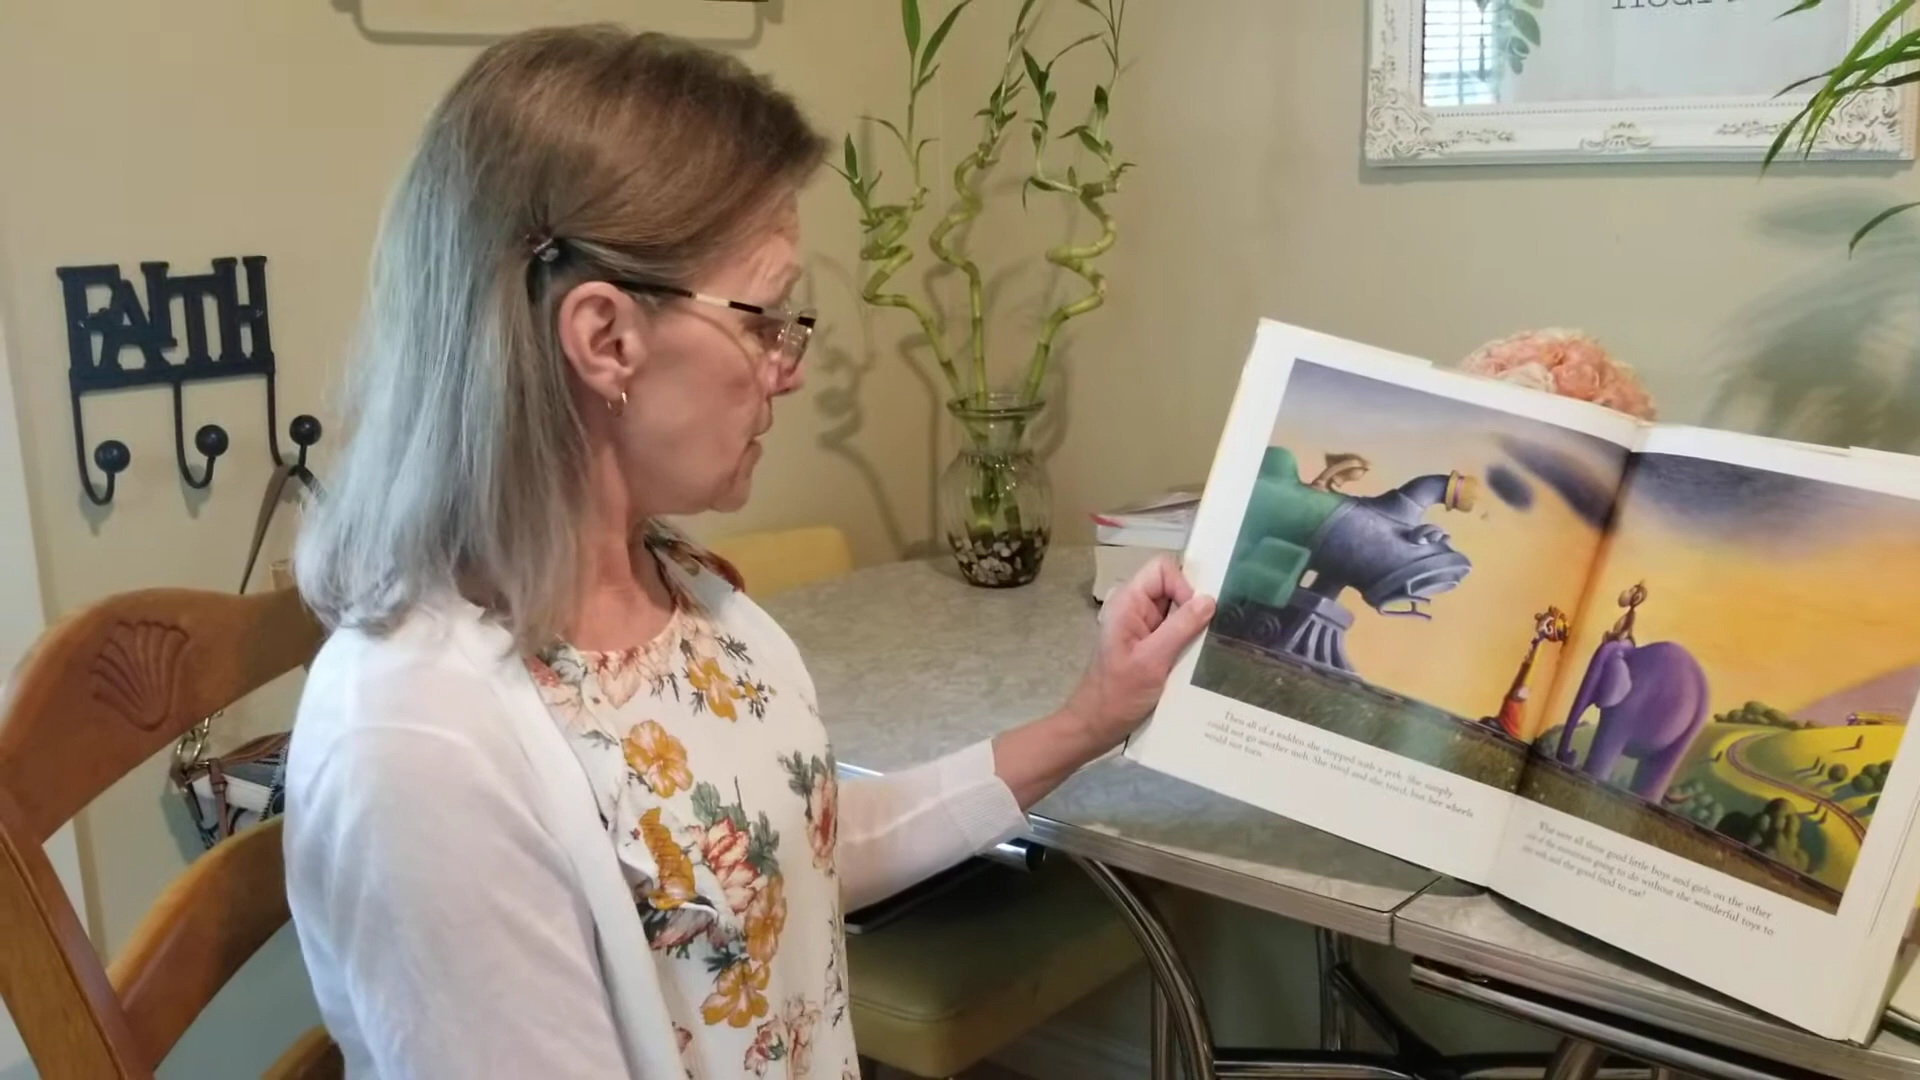 FAITH
Then all of a sudden she stopped with a jerk. She simply
could not go another inch. She tried and she tried, but her wheels
would not turn.
What were all those good little boys and girls on the other
side of the mountain going to do without the wonderful toys to
play with and the good food to eat?